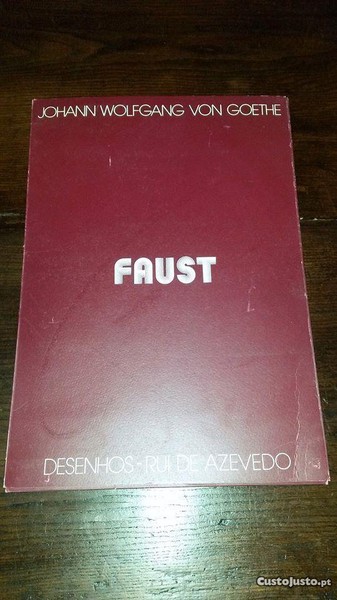 JOHANN WOLFGANG VON GOETHE
FAUST
DESENHOS - RUI DE AZEVEDO
CustoJusto.pt